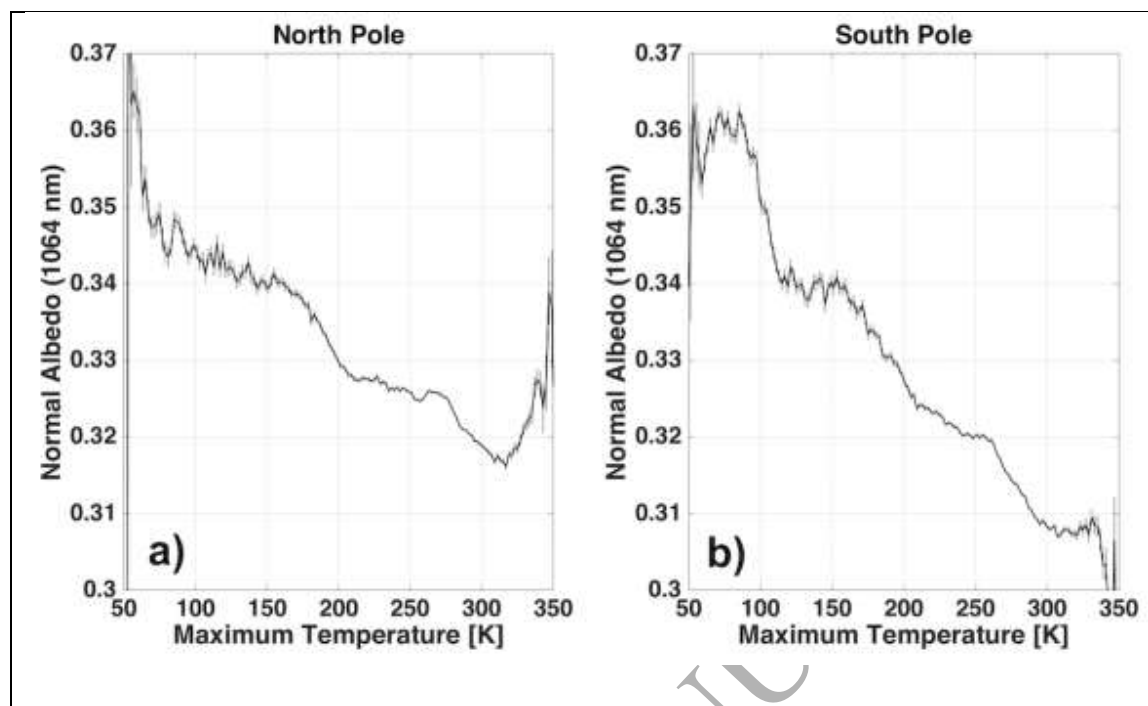 North Pole
0.37
0.36
0.35
0.34
0.33
0.32
0.31
0.3
Normal Albedo (1064 nm)
a)
50 100 150 200 250 300 350
Maximum Temperature [K]
South Pole
0.37
0.36
0.35
0.34
0.33
0.32
0.31
0.3
Normal Albedo (1064 nm)
b)
50 100 150 200 250 300 350
Maximum Temperature [K]